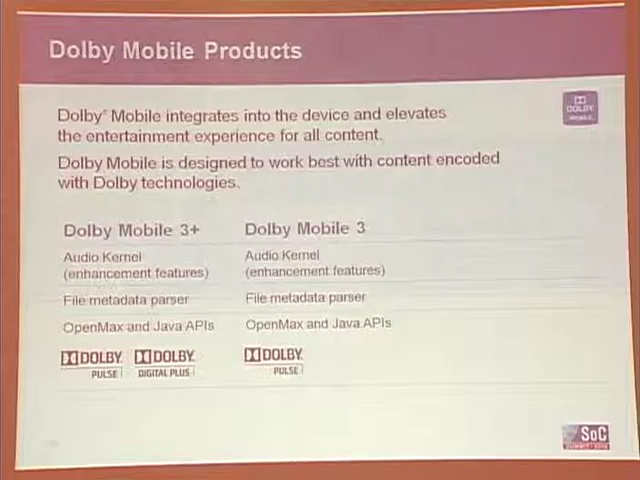 Dolby Mobile Products
Dolby® Mobile integrates into the device and elevates
the entertainment experience for all content.
DOLBY
MOBILE
Dolby Mobile is designed to work best with content encoded
with Dolby technologies.
Dolby Mobile 3+ Dolby Mobile 3
Audio Kernel Audio Kernel
(enhancement features) (enhancement features)
File metadata parser File metadata parser
OpenMax and Java APIs OpenMax and Java APIs
DOLBY DOLBY DOLBY
PULSE DIGITAL PLUS PULSE
SoC